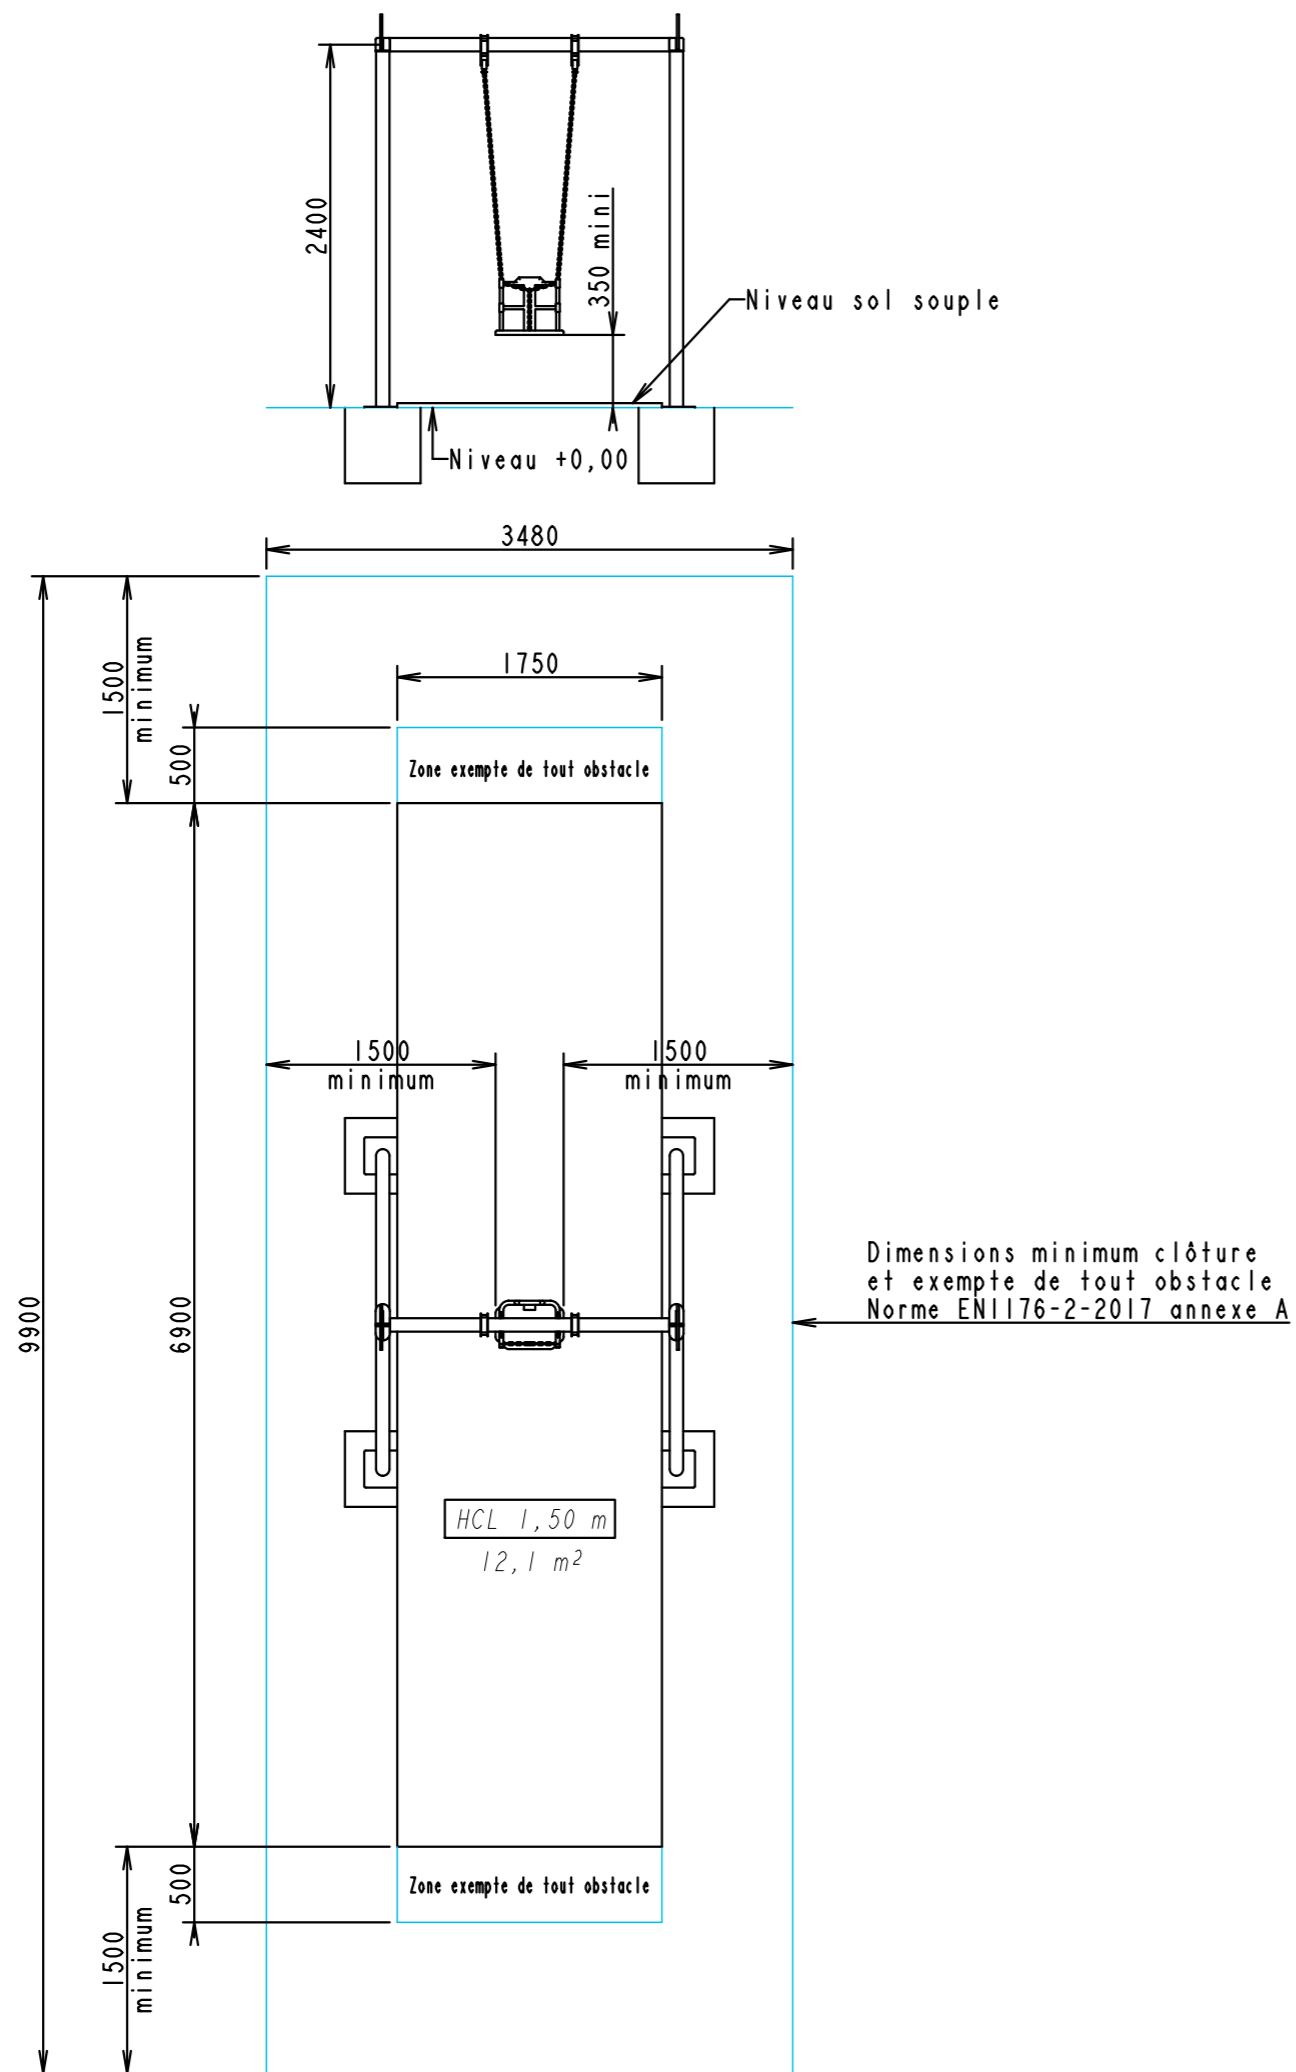 2400
350 mini
Niveau sol souple
Niveau +0,00
3480
1500
minimum
1750
500
Zone exempte de tout obstacle
1500
minimum
1500
minimum
9900
6900
Dimensions minimum clôture
et exempte de tout obstacle
Norme EN1176-2-2017 annexe A
HCL 1,50 m
12,1 m²
500
Zone exempte de tout obstacle
1500
minimum